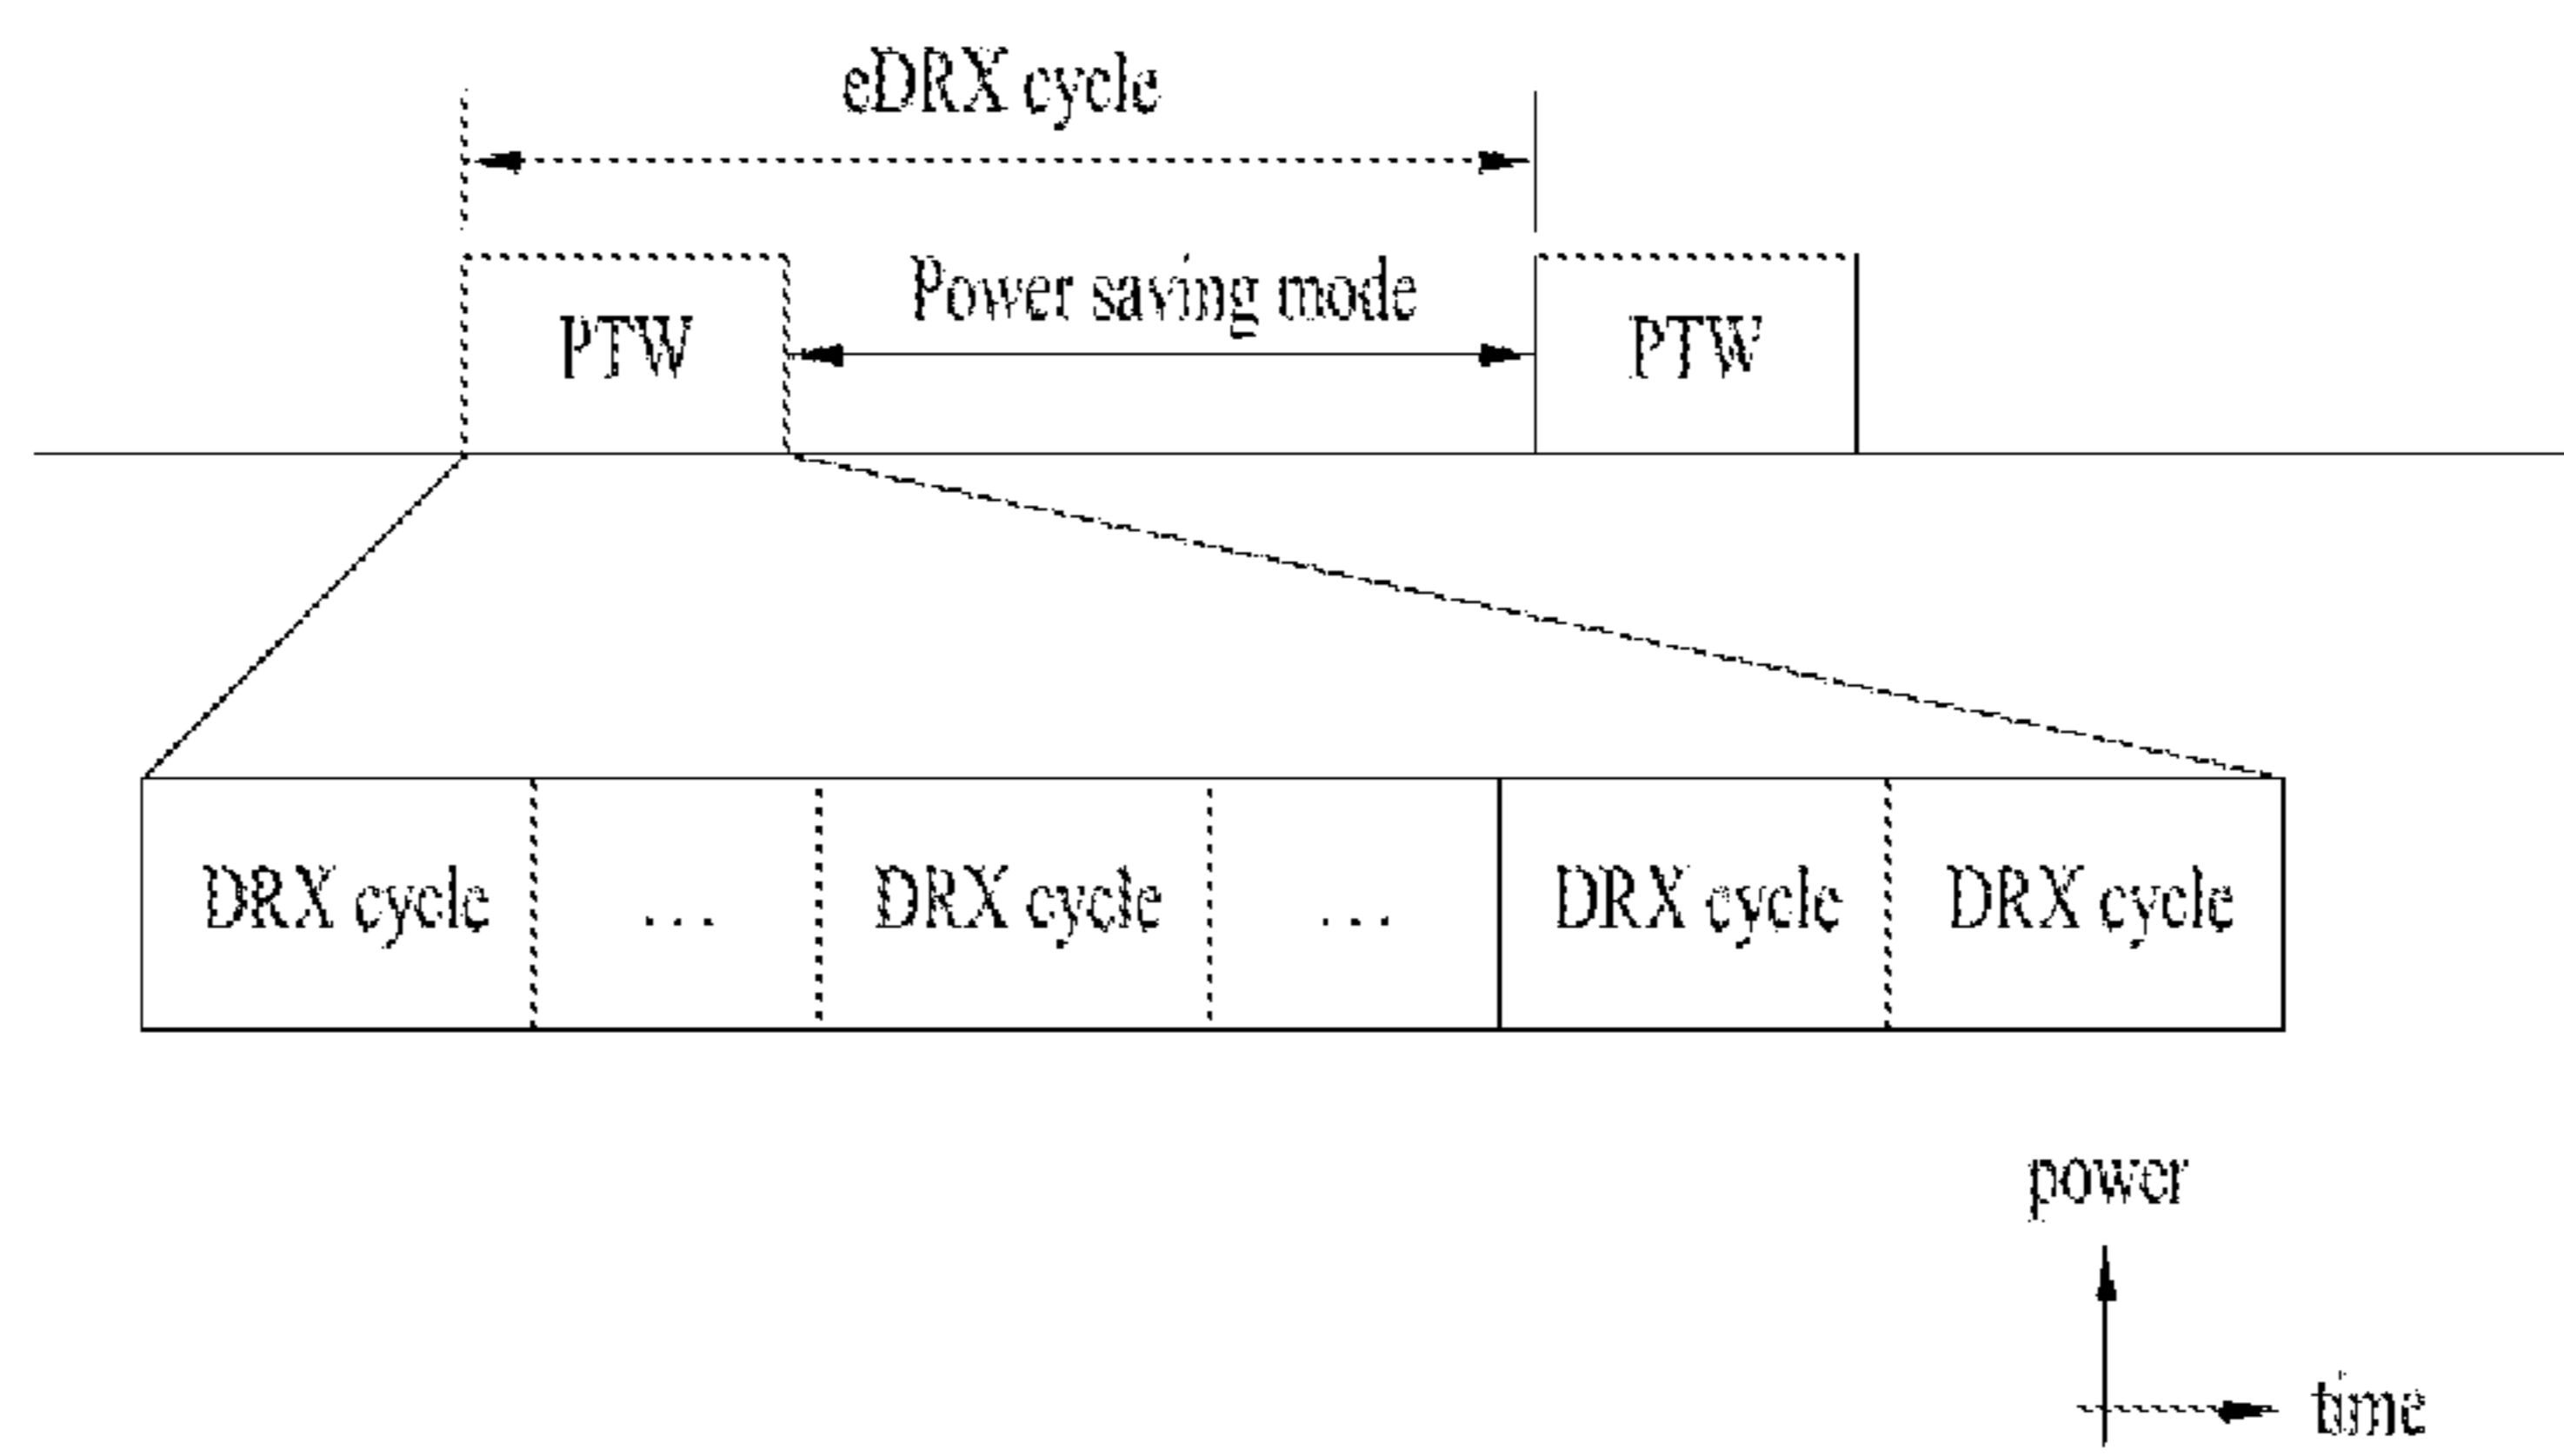 eDRX cycle
Power saving mode
PTW
PTW
DRX cycle
...
DRX cycle
...
DRX cycle
DRX cycle
power
time